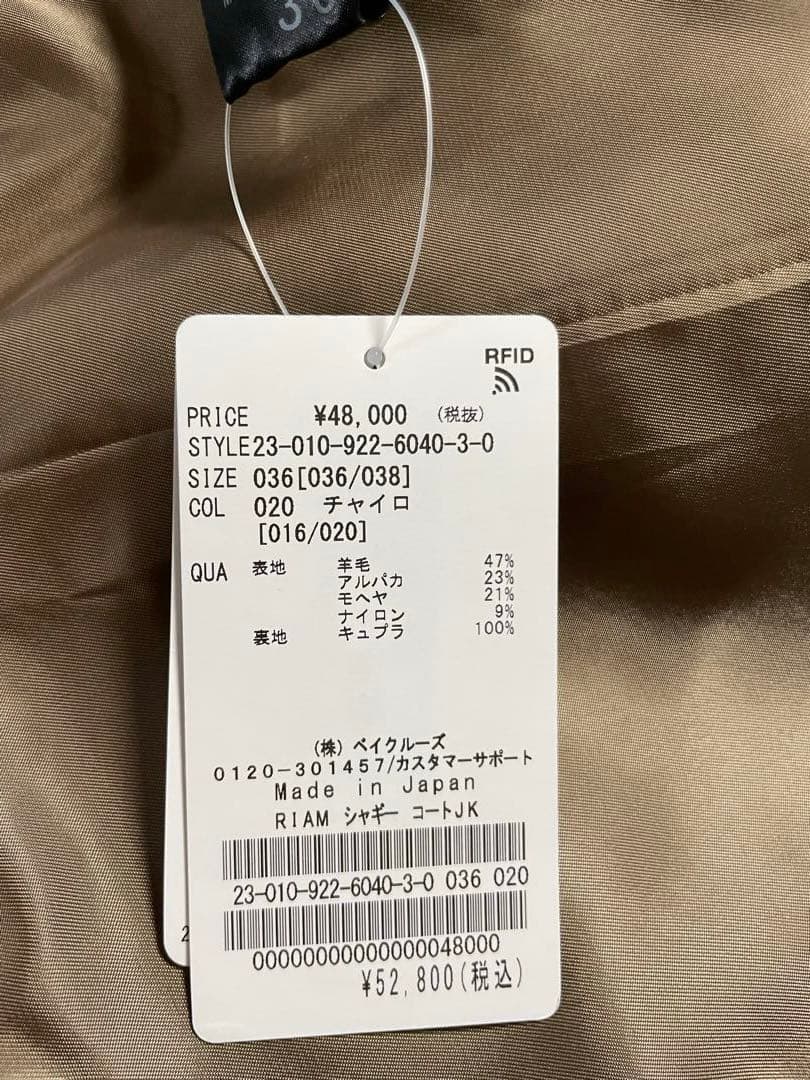 RFID
PRICE ¥48,000 (税抜)
STYLE23-010-922-6040-3-0
SIZE 036[036/038]
COL 020 チャイロ
[016/020]
QUA 表地 羊毛 47%
アルパカ 23%
モヘヤ 21%
ナイロン 9%
裏地 キュプラ 100%
(株) ベイクルーズ
0120-301457/カスタマーサポート
Made in Japan
RIAM シャギー コートJK
23-010-922-6040-3-0 036 020
00000000000000048000
¥52,800(税込)
2